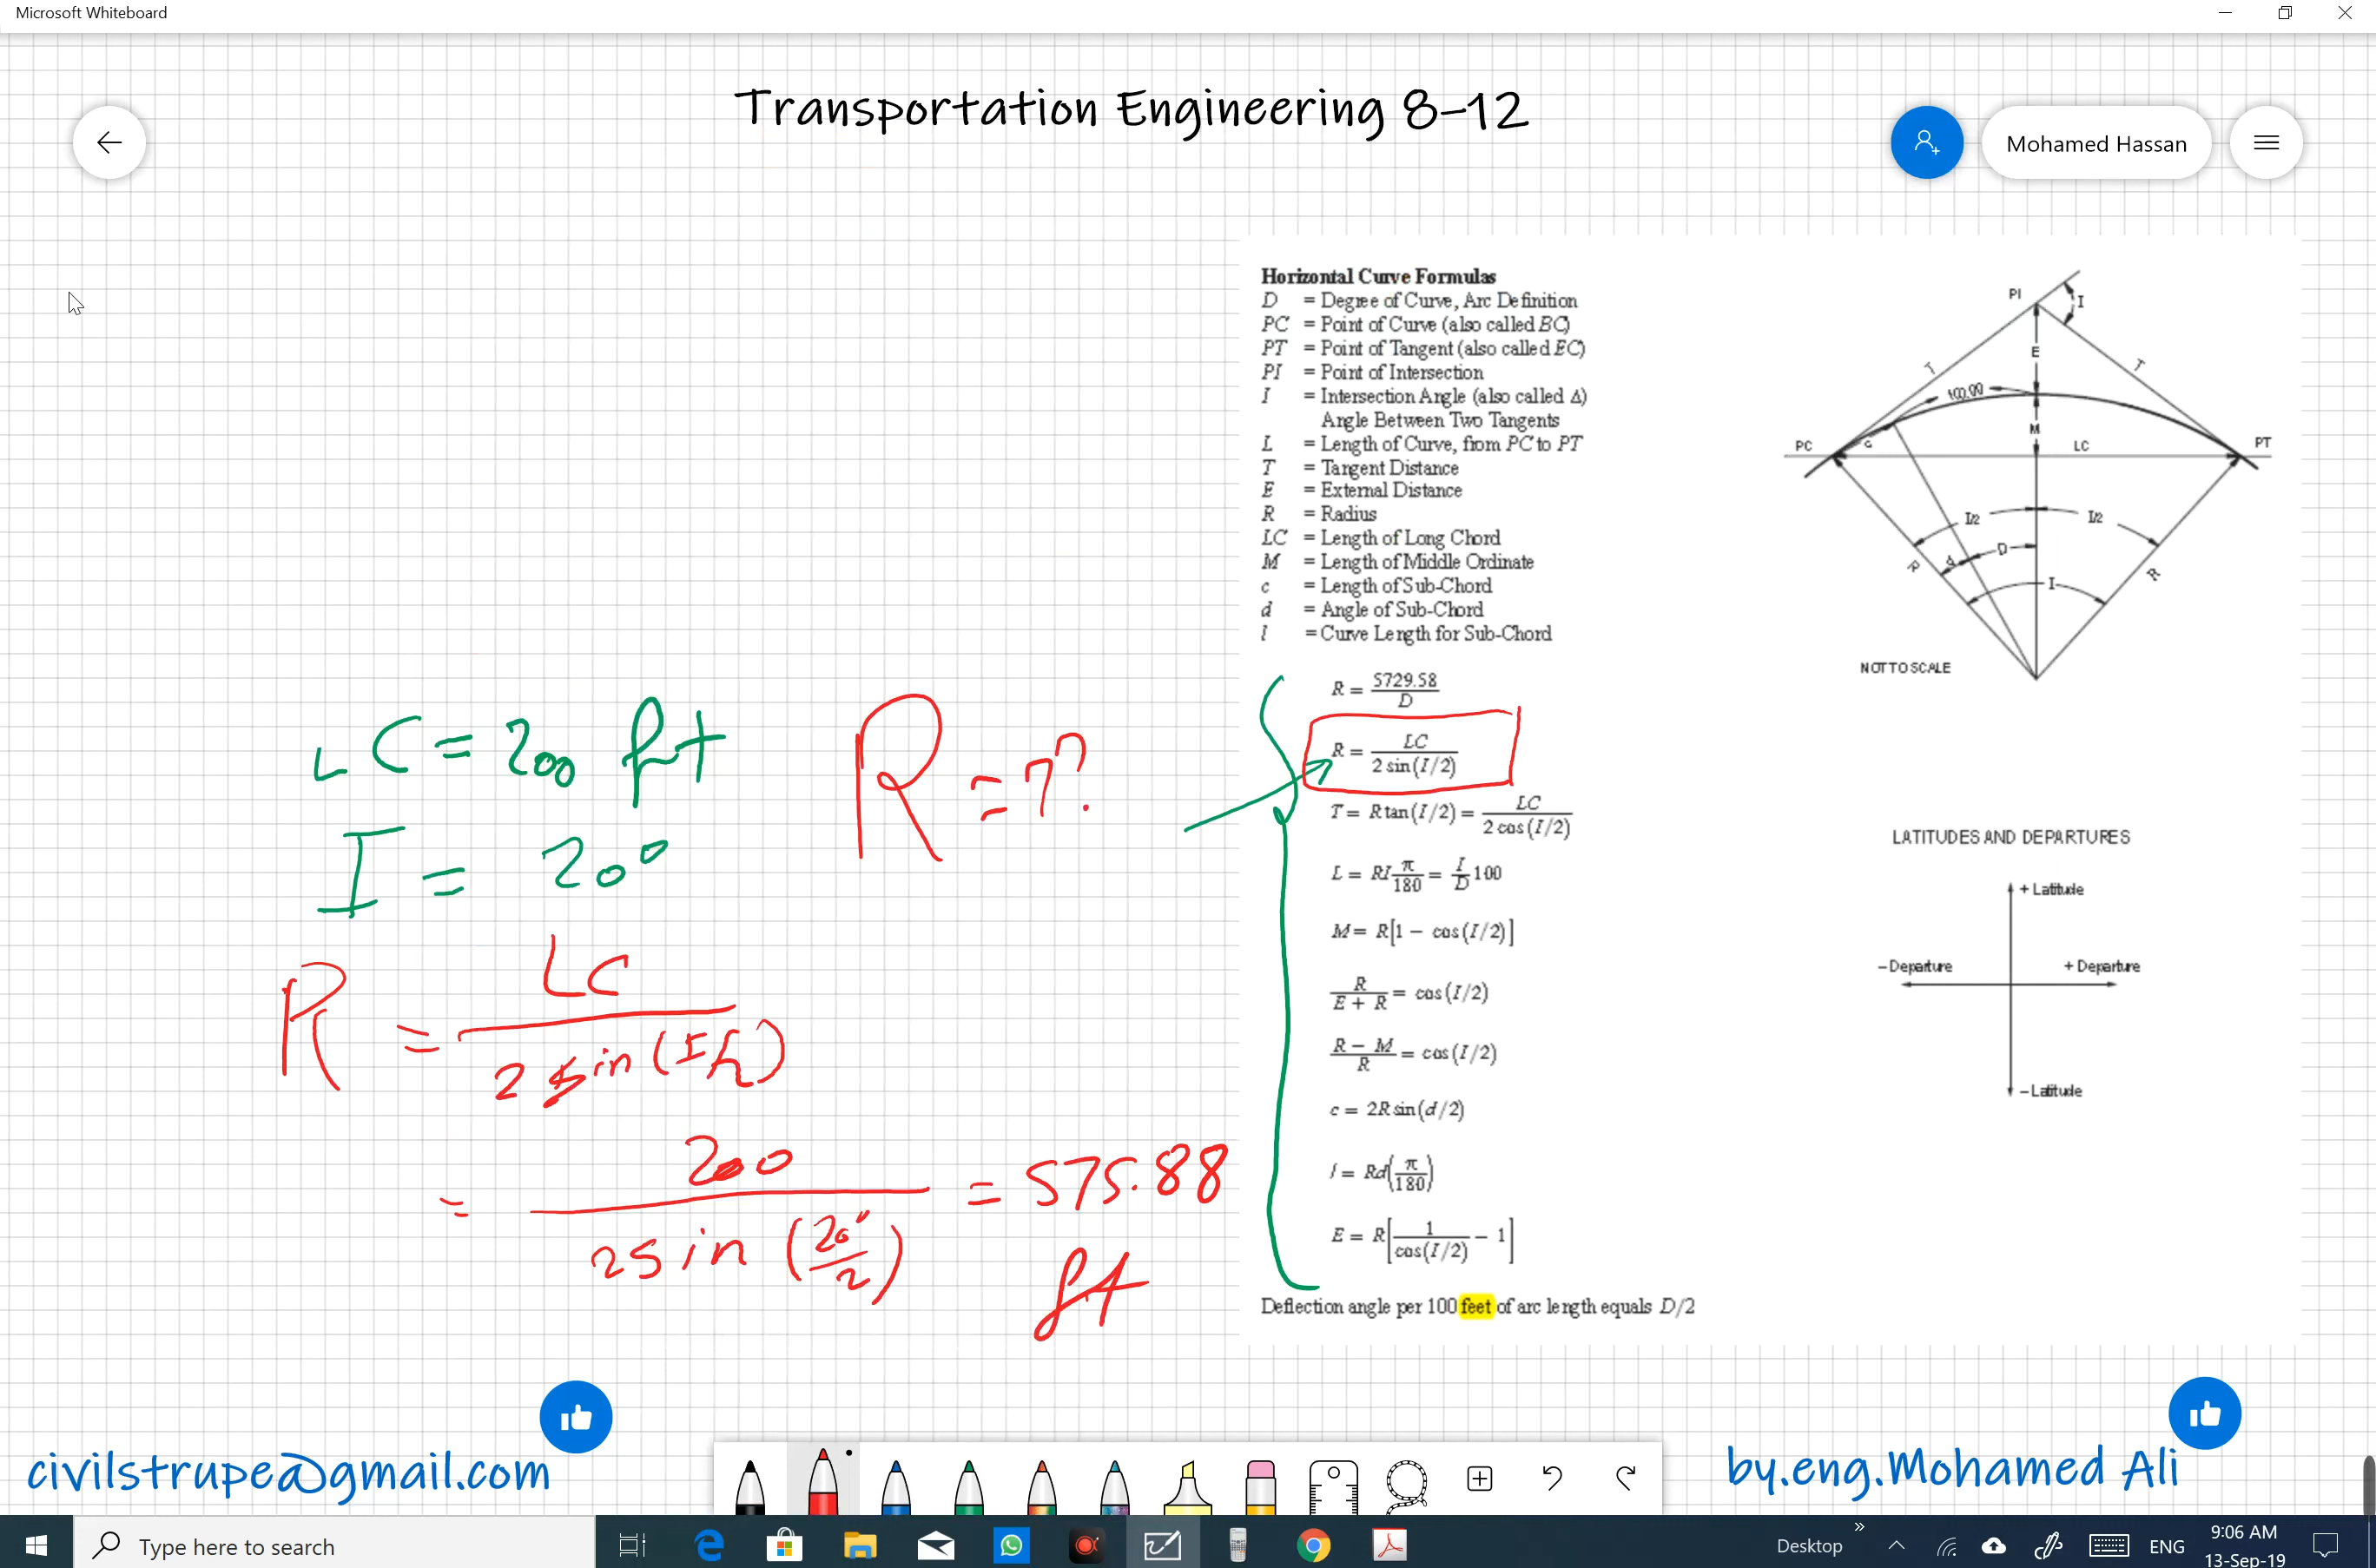 Microsoft Whiteboard
Transportation Engineering 8-12
Mohamed Hassan
Horizontal Curve Formulas
D = Degree of Curve, Arc Definition
PC = Point of Curve (also called BC)
PT = Point of Tangent (also called EC)
PI = Point of Intersection
I = Intersection Angle (also called Δ)
Angle Between Two Tangents
L = Length of Curve, from PC to PT
T = Tangent Distance
E = External Distance
R = Radius
LC = Length of Long Chord
M = Length of Middle Ordinate
c = Length of Sub-Chord
d = Angle of Sub-Chord
l = Curve Length for Sub-Chord
R = 5729.58 / D
R = LC / 2 sin(I/2)
T = R tan(I/2) = LC / 2 cos(I/2)
L = RI π/180 = I/D 100
M = R[1 − cos(I/2)]
R / E + R = cos(I/2)
R − M / R = cos(I/2)
c = 2R sin(d/2)
l = Rd(π/180)
E = R[1 / cos(I/2) − 1]
Deflection angle per 100 feet of arc length equals D/2
PI
I
E
T
T
100.00
M
PC
c
LC
PT
I/2
I/2
D
d
R
R
I
NOT TO SCALE
LATITUDES AND DEPARTURES
+ Latitude
− Departure
+ Departure
− Latitude
LC = 200 ft
R = ??
I = 20°
R = LC / 2 sin (I/2)
= 200 / 2 sin (20°/2) = 575.88
ft
civilstrupe@gmail.com
by.eng.Mohamed Ali
Type here to search
Desktop
ENG
9:06 AM
13-Sep-19